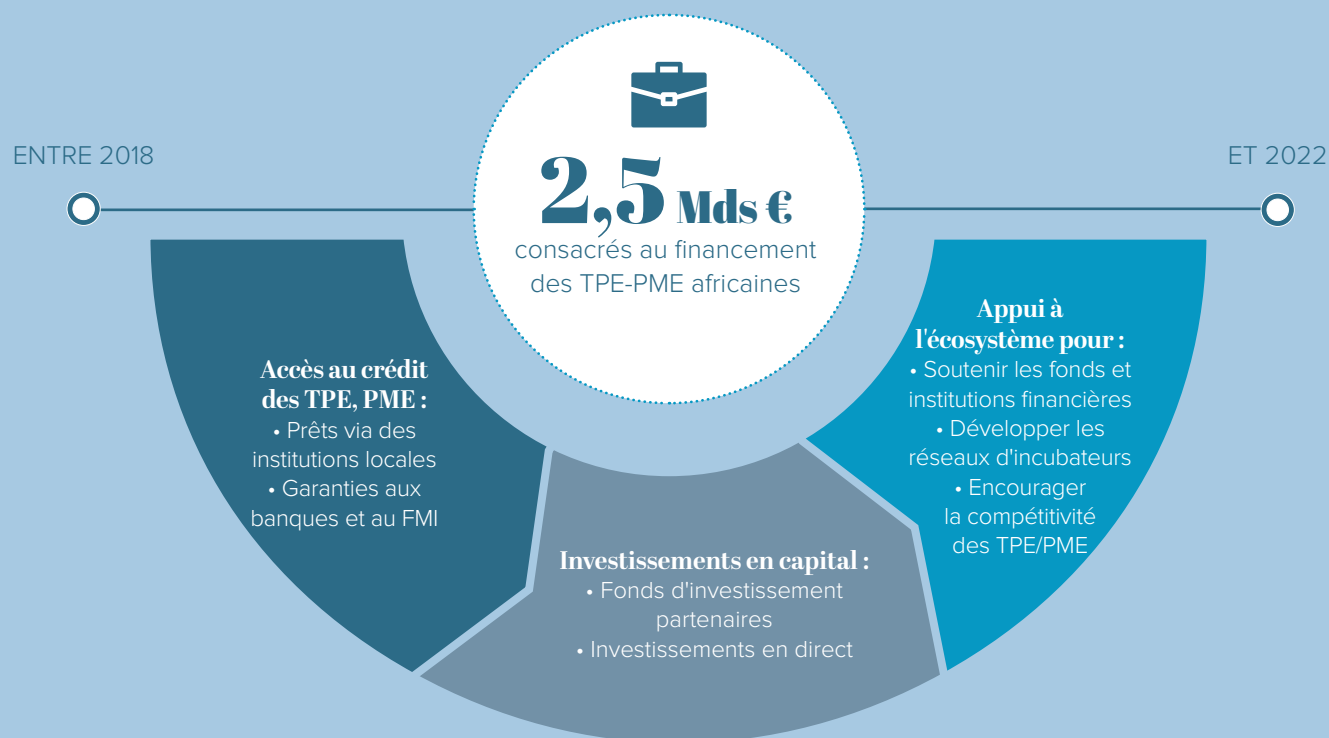 ENTRE 2018
ET 2022
2,5 Mds €
consacrés au financement
des TPE-PME africaines
Accès au crédit
des TPE, PME :
• Prêts via des
institutions locales
• Garanties aux
banques et au FMI
Investissements en capital :
• Fonds d'investissement
partenaires
• Investissements en direct
Appui à
l'écosystème pour :
• Soutenir les fonds et
institutions financières
• Développer les
réseaux d'incubateurs
• Encourager
la compétitivité
des TPE/PME